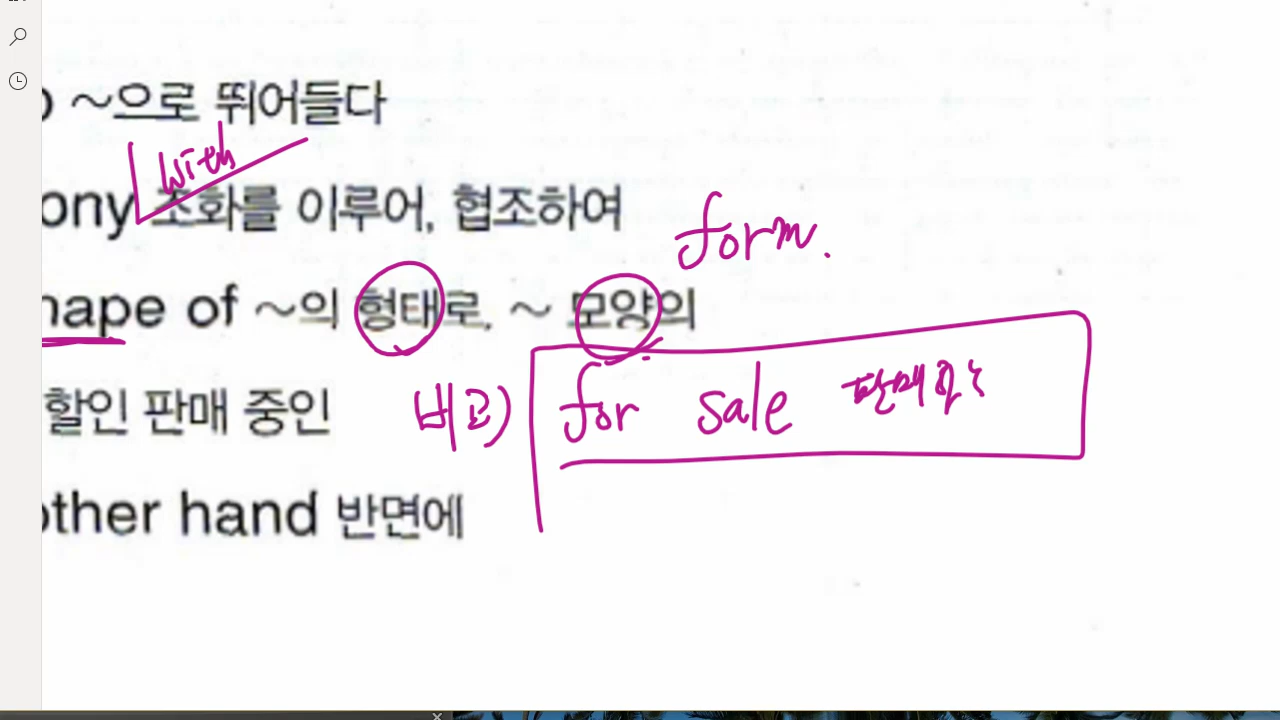 ~으로 뛰어들다
with
ony 조화를 이루어, 협조하여
form.
hape of ~의 형태로, ~ 모양의
할인 판매 중인
비교) for sale
other hand 반면에